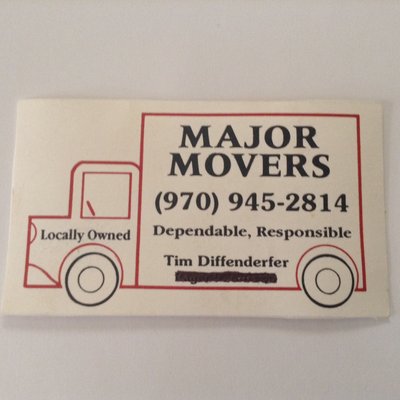 MAJOR
MOVERS
(970) 945-2814
Locally Owned
Dependable, Responsible
Tim Diffenderfer